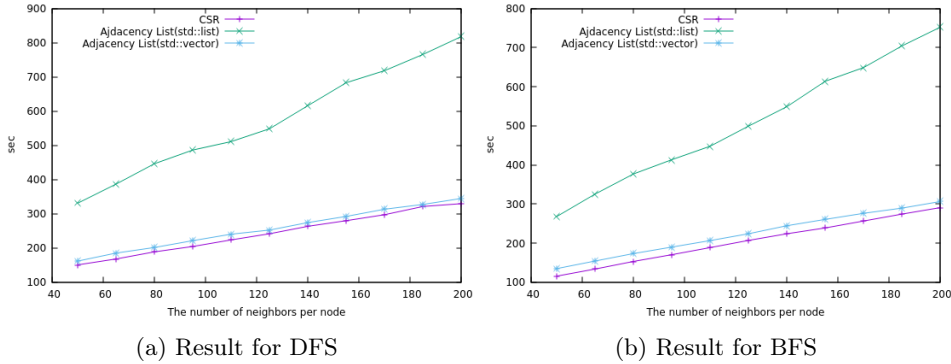 900
800
700
600
500
400
300
200
100
sec
CSR
Ajdacency List(std::list)
Adjacency List(std::vector)
40 60 80 100 120 140 160 180 200
The number of neighbors per node
(a) Result for DFS
800
700
600
500
400
300
200
100
sec
CSR
Ajdacency List(std::list)
Adjacency List(std::vector)
40 60 80 100 120 140 160 180 200
The number of neighbors per node
(b) Result for BFS